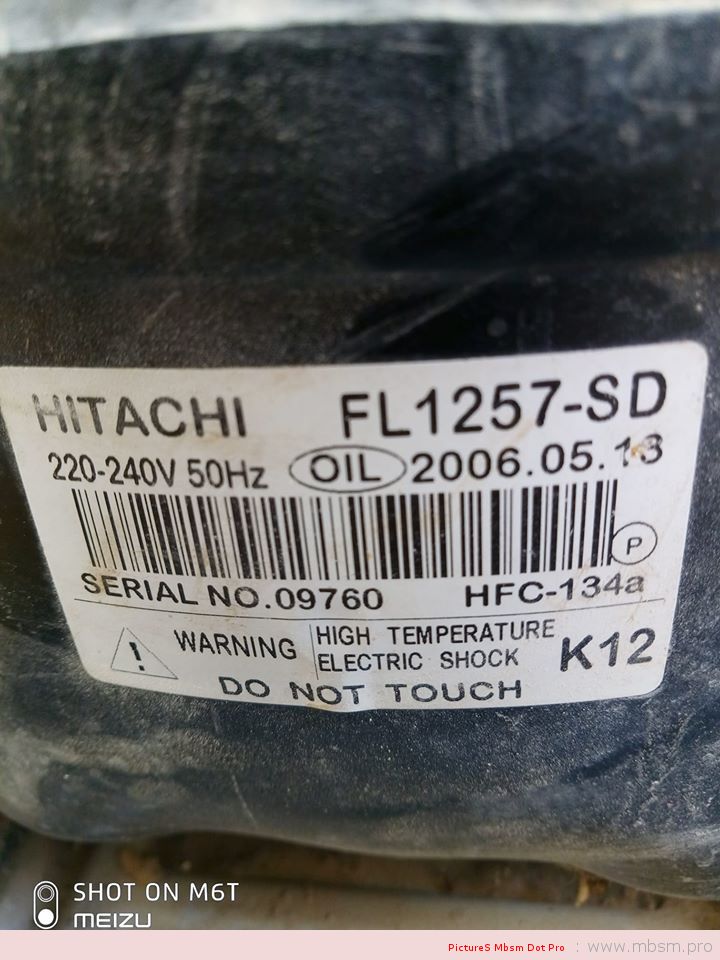 HITACHI FL1257-SD
220-240V 50Hz OIL 2006.05.13
P
SERIAL NO.09760 HFC-134a
! WARNING HIGH TEMPERATURE
ELECTRIC SHOCK K12
DO NOT TOUCH
SHOT ON M6T
MEIZU
PictureS Mbsm Dot Pro : www.mbsm.pro